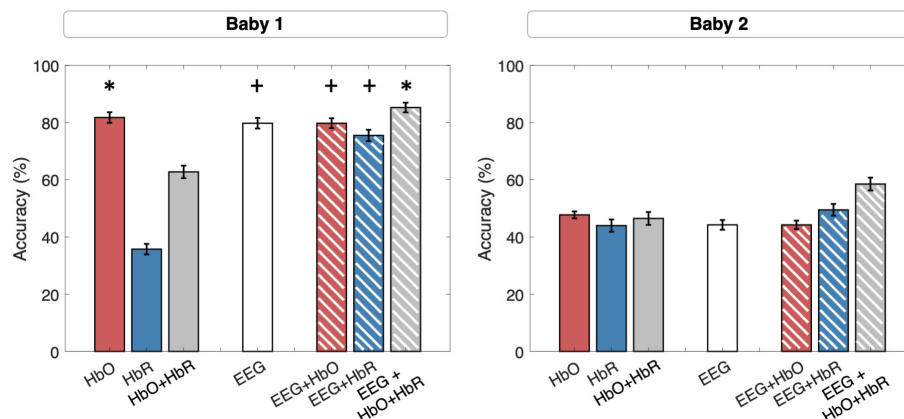 Baby 1
Baby 2
100
80
60
40
20
0
Accuracy (%)
*
+
+
+
*
HbO
HbR
HbO+HbR
EEG
EEG+HbO
EEG+HbR
EEG +
HbO+HbR
100
80
60
40
20
0
Accuracy (%)
HbO
HbR
HbO+HbR
EEG
EEG+HbO
EEG+HbR
EEG +
HbO+HbR